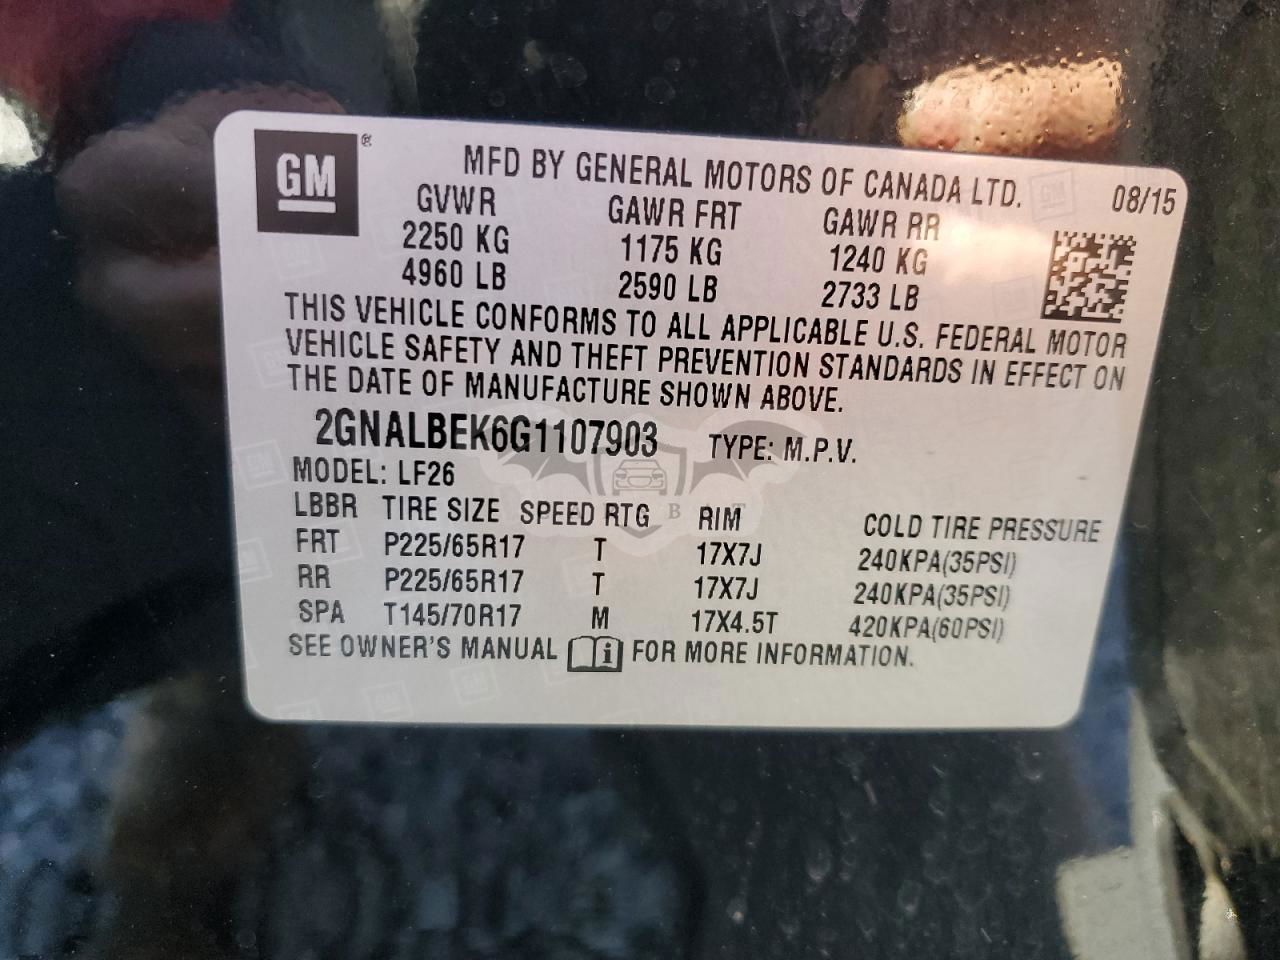 GM ®
MFD BY GENERAL MOTORS OF CANADA LTD. 08/15
GVWR GAWR FRT GAWR RR
2250 KG 1175 KG 1240 KG
4960 LB 2590 LB 2733 LB
THIS VEHICLE CONFORMS TO ALL APPLICABLE U.S. FEDERAL MOTOR
VEHICLE SAFETY AND THEFT PREVENTION STANDARDS IN EFFECT ON
THE DATE OF MANUFACTURE SHOWN ABOVE.
2GNALBEK6G1107903 TYPE: M.P.V.
MODEL: LF26
LBBR TIRE SIZE SPEED RTG RIM COLD TIRE PRESSURE
FRT P225/65R17 T 17X7J 240KPA(35PSI)
RR P225/65R17 T 17X7J 240KPA(35PSI)
SPA T145/70R17 M 17X4.5T 420KPA(60PSI)
SEE OWNER'S MANUAL i FOR MORE INFORMATION.